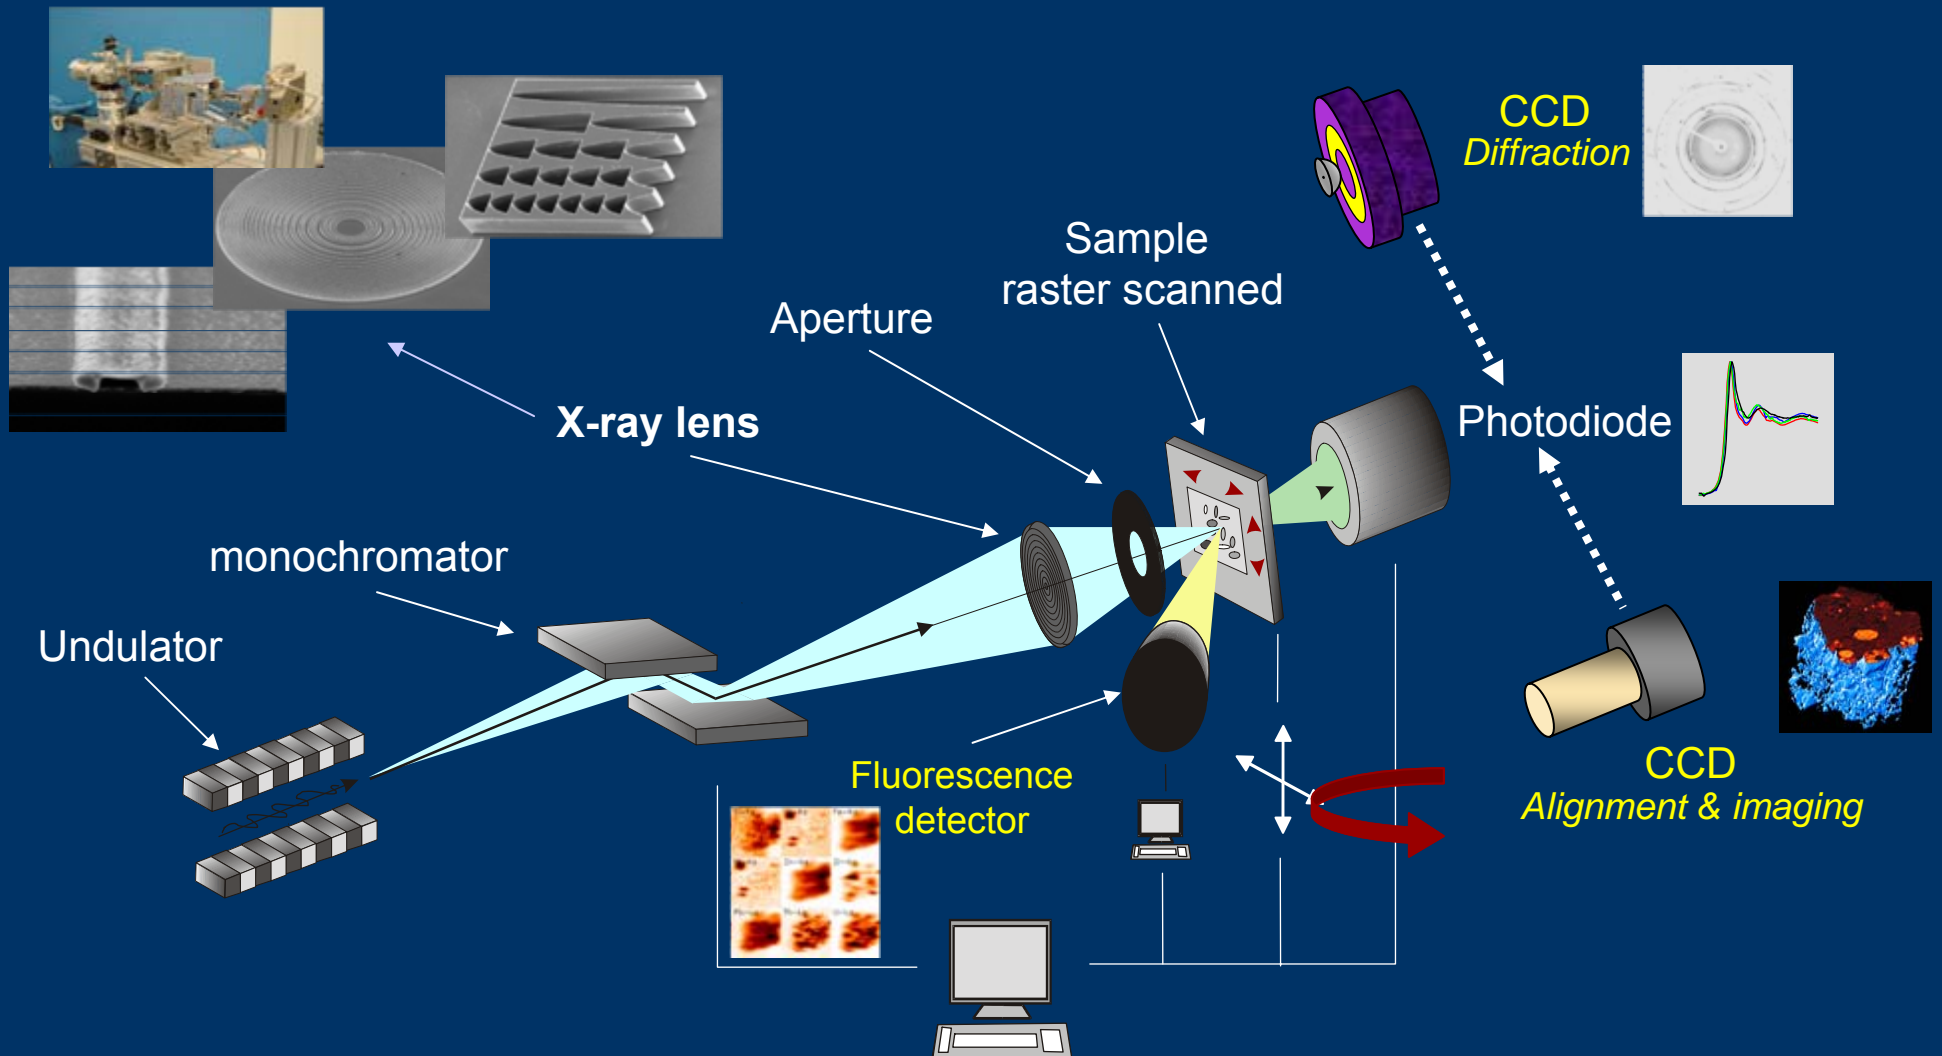 CCD
Diffraction
Sample
raster scanned
Aperture
Photodiode
X-ray lens
monochromator
Undulator
Fluorescence
detector
CCD
Alignment & imaging